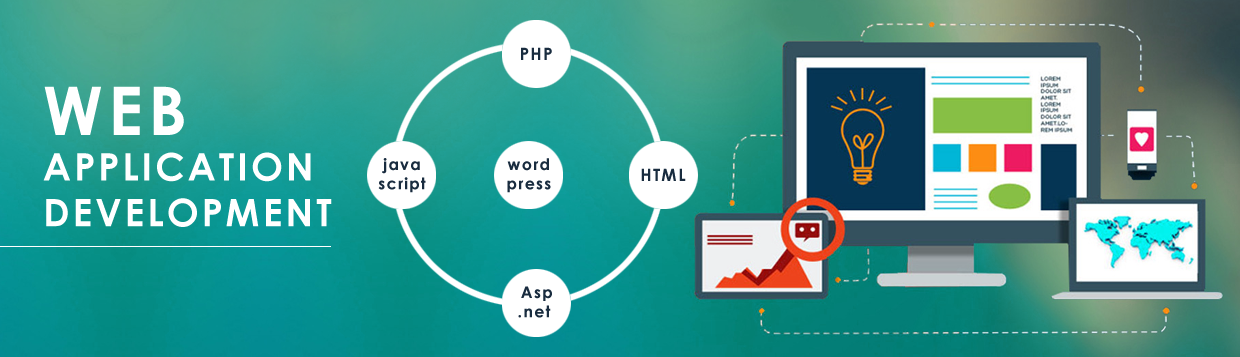 WEB
APPLICATION
DEVELOPMENT
PHP
java
script
word
press
HTML
Asp
.net
LOREM
IPSUM
DOLOR SIT
AMET.
LOREM
IPSUM
DOLOR SIT
AMET.LO-
REM IPSUM